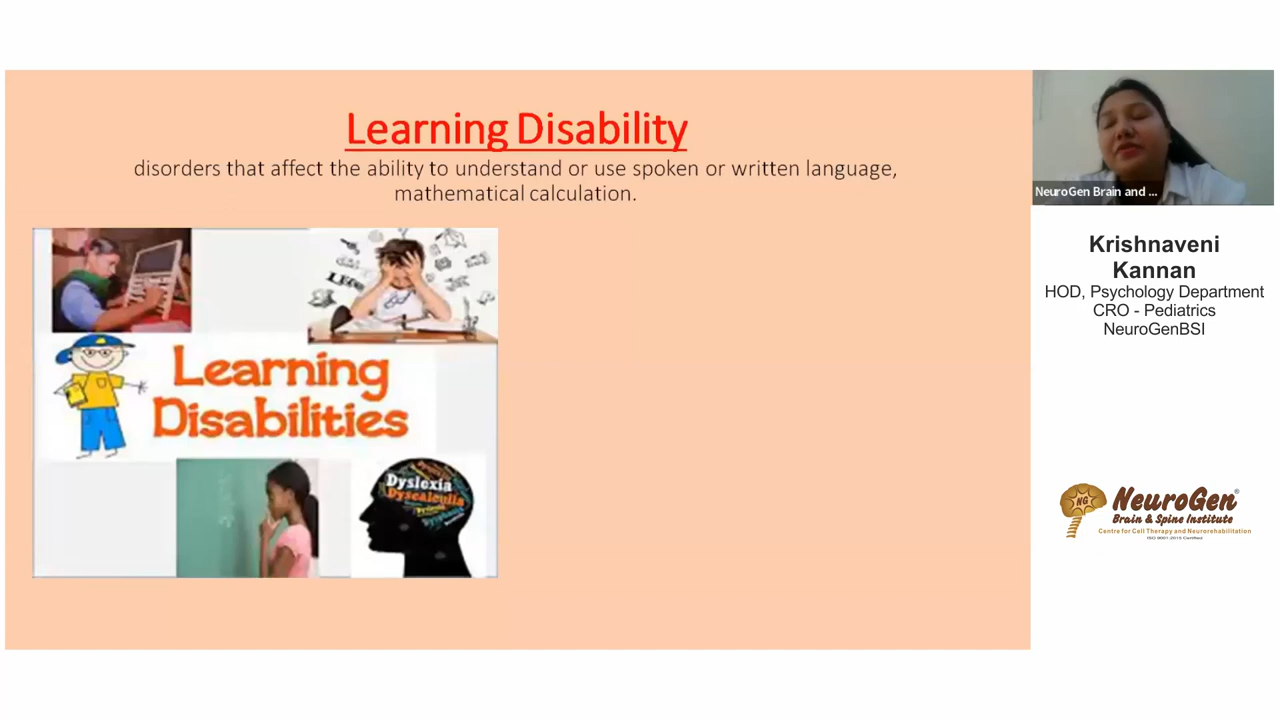 Learning Disability
disorders that affect the ability to understand or use spoken or written language,
mathematical calculation.
Learning
Disabilities
Dyslexia
Dyscalculia
NeuroGen Brain and ...
Krishnaveni
Kannan
HOD, Psychology Department
CRO - Pediatrics
NeuroGenBSI
NG
NeuroGen®
Brain & Spine Institute
Centre for Cell Therapy and Neurorehabilitation